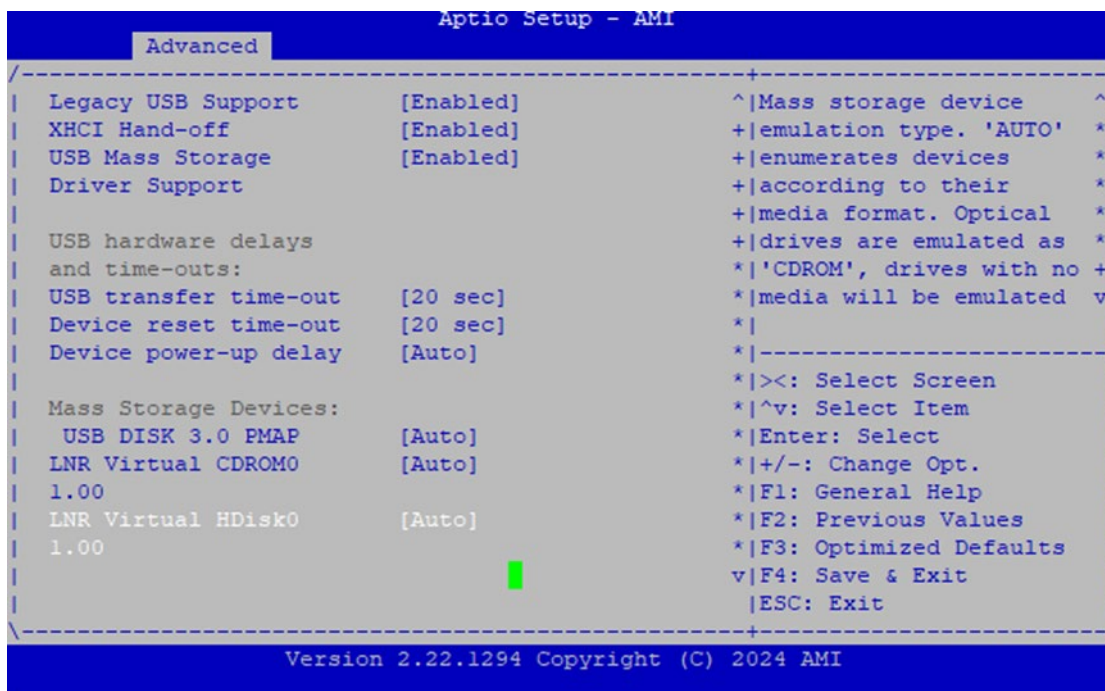 Aptio Setup - AMI
Advanced
Legacy USB Support [Enabled]
XHCI Hand-off [Enabled]
USB Mass Storage [Enabled]
Driver Support
USB hardware delays
and time-outs:
USB transfer time-out [20 sec]
Device reset time-out [20 sec]
Device power-up delay [Auto]
Mass Storage Devices:
USB DISK 3.0 PMAP [Auto]
LNR Virtual CDROM0 [Auto]
1.00
LNR Virtual HDisk0 [Auto]
1.00
Mass storage device
emulation type. 'AUTO'
enumerates devices
according to their
media format. Optical
drives are emulated as
'CDROM', drives with no
media will be emulated
><: Select Screen
^v: Select Item
Enter: Select
+/-: Change Opt.
F1: General Help
F2: Previous Values
F3: Optimized Defaults
F4: Save & Exit
ESC: Exit
Version 2.22.1294 Copyright (C) 2024 AMI